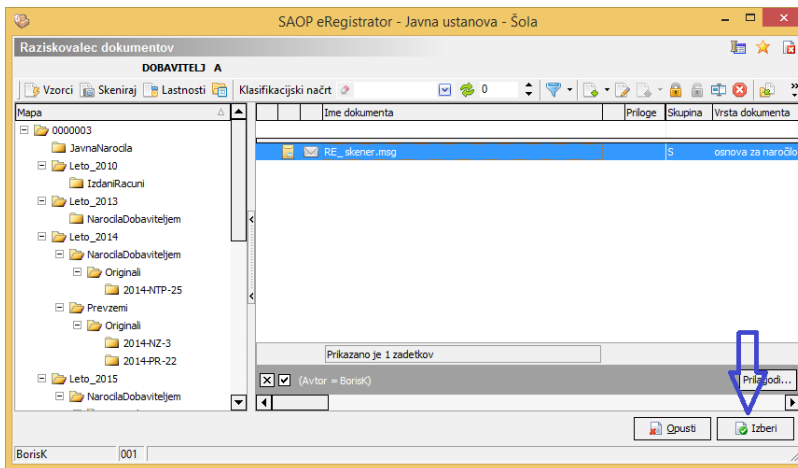 SAOP eRegistrator - Javna ustanova - Šola
Raziskovalec dokumentov
DOBAVITELJ A
Vzorci Skeniraj Lastnosti Klasifikacijski načrt 0
Mapa
0000003
JavnaNarocila
Leto_2010
IzdaniRacuni
Leto_2013
NarocilaDobaviteljem
Leto_2014
NarocilaDobaviteljem
Originali
2014-NTP-25
Prevzemi
Originali
2014-NZ-3
2014-PR-22
Leto_2015
NarocilaDobaviteljem
Ime dokumenta Priloge Skupina Vrsta dokumenta
RE_ skener.msg S osnova za naročilo
Prikazano je 1 zadetkov
(Avtor = BorisK) Prilagodi...
Opusti Izberi
BorisK 001